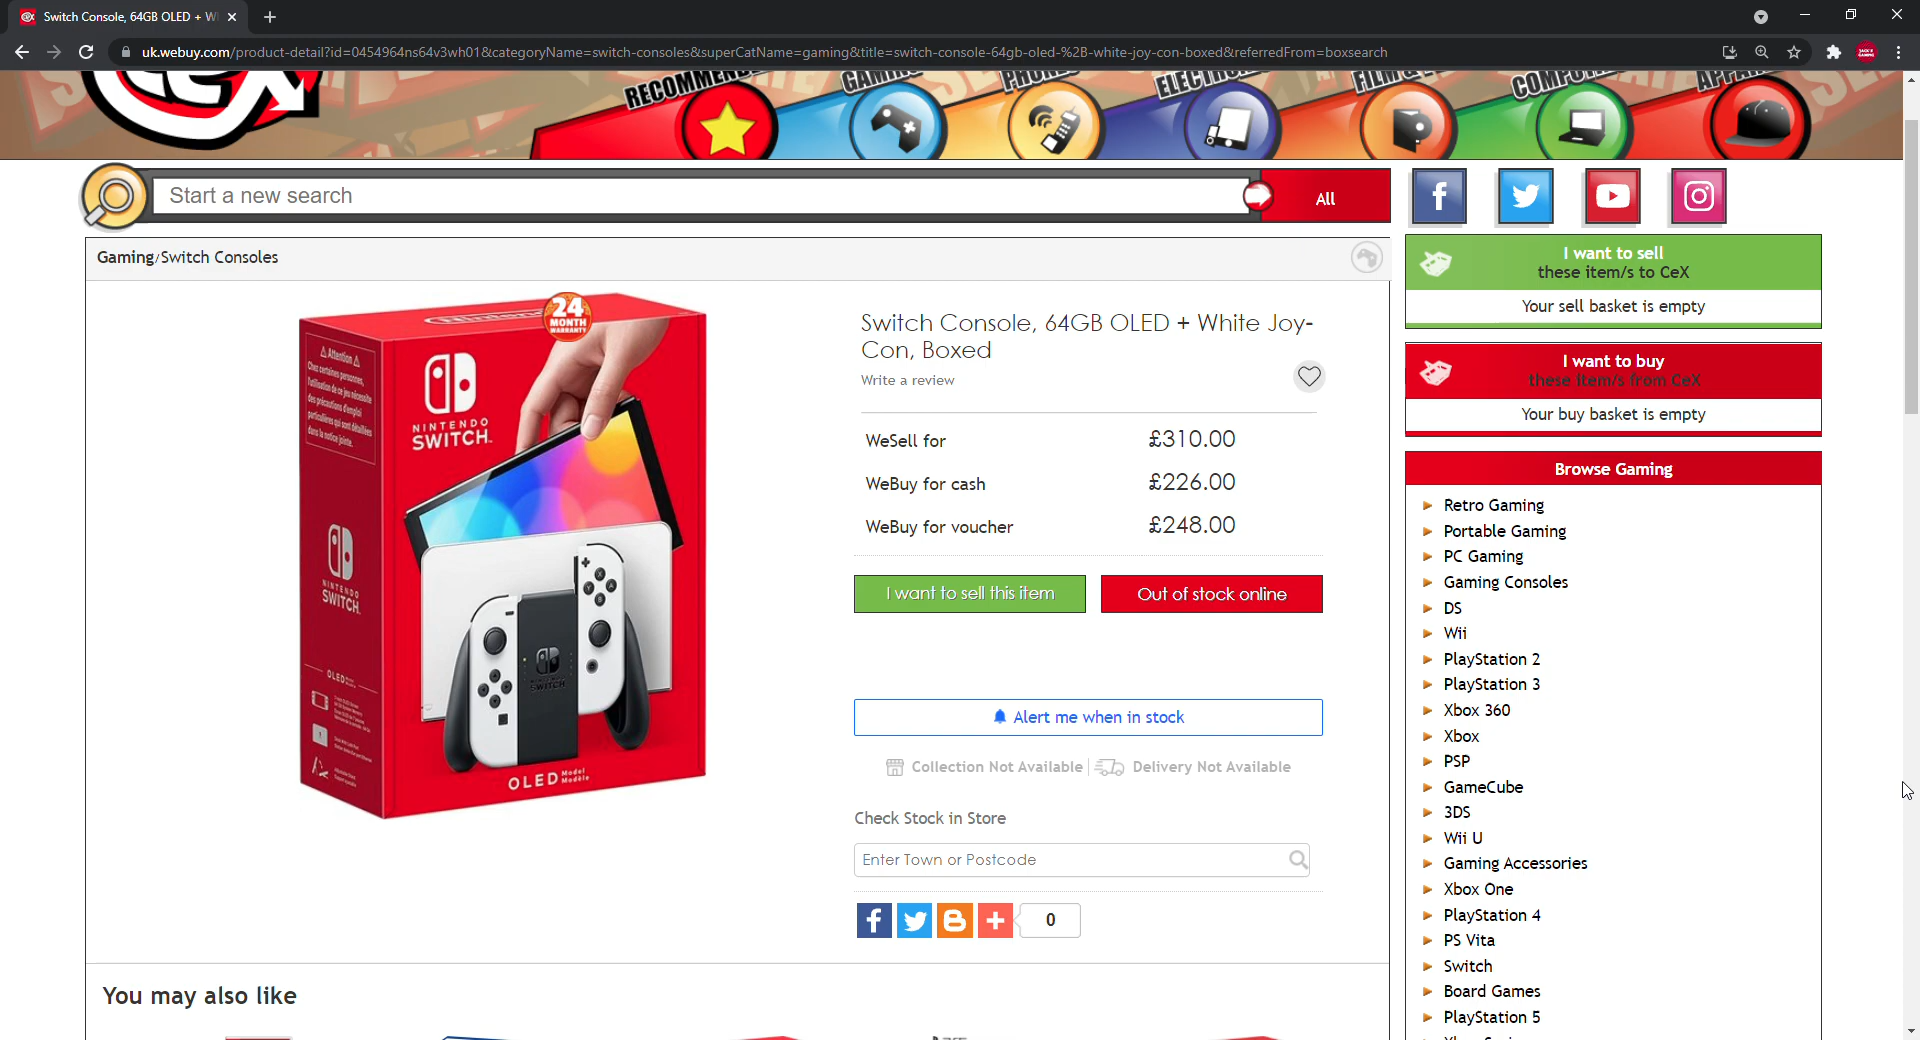 Switch Console, 64GB OLED + W
uk.webuy.com/product-detail?id=0454964ns64v3wh01&categoryName=switch-consoles&superCatName=gaming&title=switch-console-64gb-oled-%2B-white-joy-con-boxed&referredFrom=boxsearch
Start a new search
All
Gaming/Switch Consoles
24
MONTH
WARRANTY
⚠ Attention ⚠
NINTENDO
SWITCH
NINTENDO
SWITCH
OLED
SWITCH
OLED Model
Modèle
Switch Console, 64GB OLED + White Joy-
Con, Boxed
Write a review
WeSell for £310.00
WeBuy for cash £226.00
WeBuy for voucher £248.00
I want to sell this item
Out of stock online
Alert me when in stock
Collection Not Available
Delivery Not Available
Check Stock in Store
Enter Town or Postcode
0
You may also like
I want to sell
these item/s to CeX
Your sell basket is empty
I want to buy
these item/s from CeX
Your buy basket is empty
Browse Gaming
Retro Gaming
Portable Gaming
PC Gaming
Gaming Consoles
DS
Wii
PlayStation 2
PlayStation 3
Xbox 360
Xbox
PSP
GameCube
3DS
Wii U
Gaming Accessories
Xbox One
PlayStation 4
PS Vita
Switch
Board Games
PlayStation 5